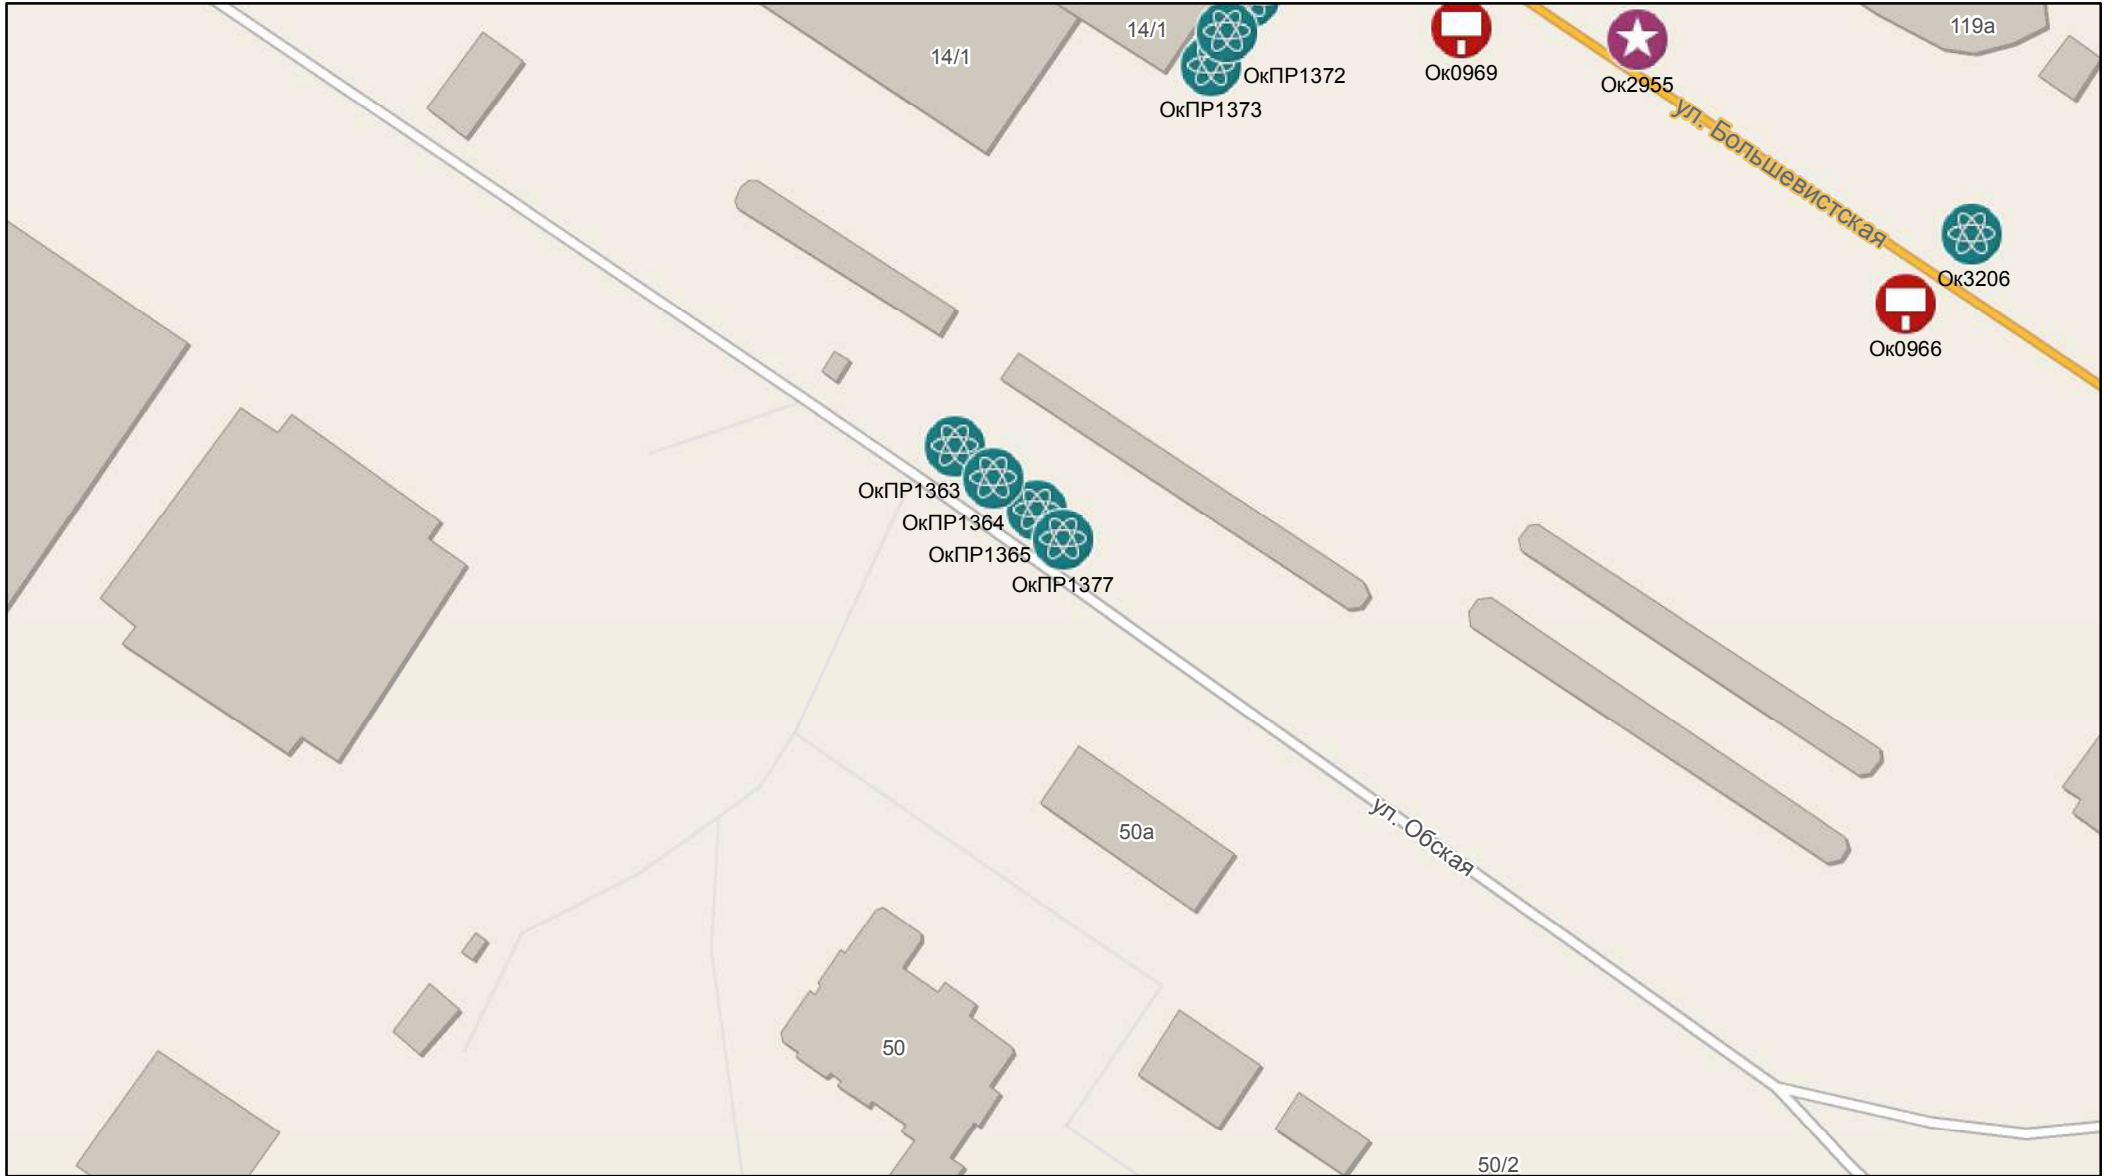 119а
14/1
14/1
ОкПР1372
Ок0969
Ок2955
ОкПР1373
ул. Большевистская
Ок3206
Ок0966
ОкПР1363
ОкПР1364
ОкПР1365
ОкПР1377
ул. Обская
50а
50
50/2